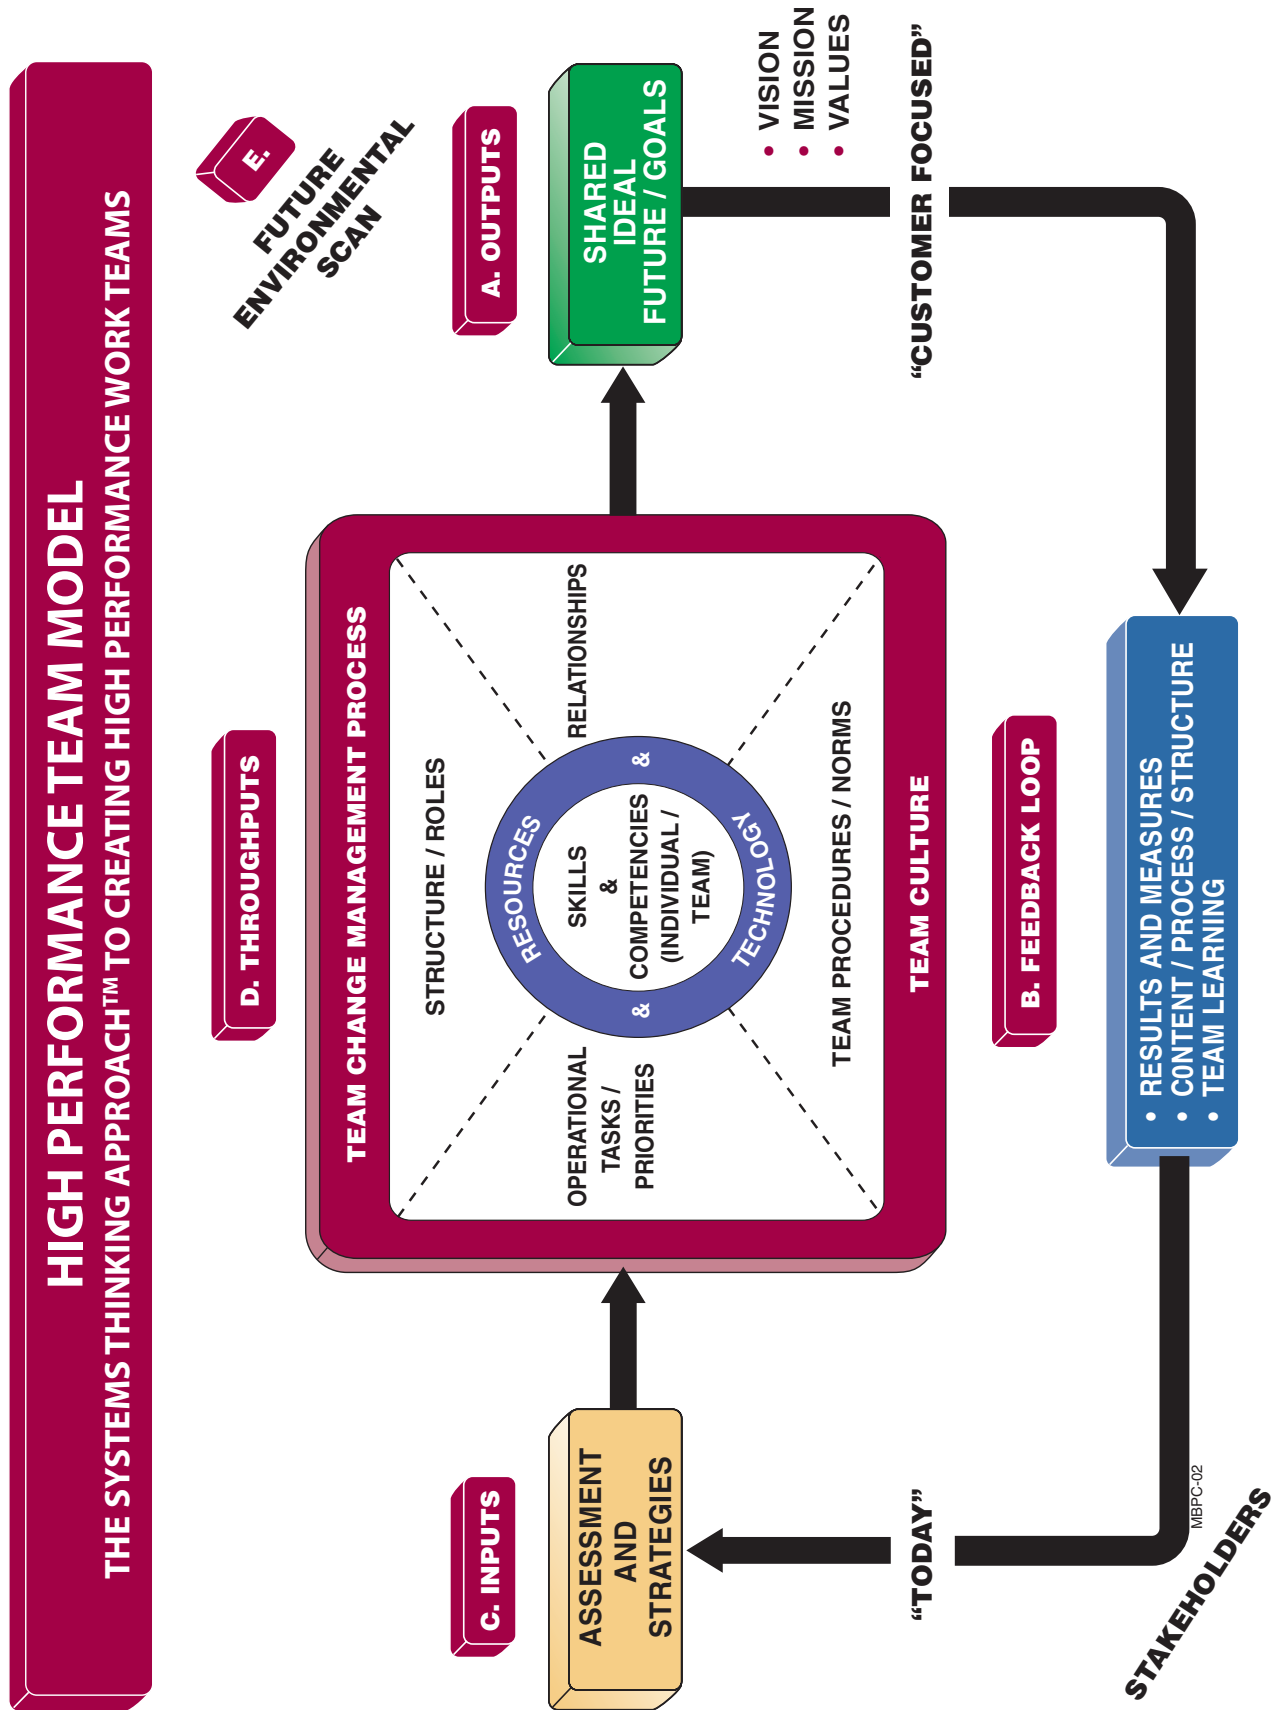 HIGH PERFORMANCE TEAM MODEL
THE SYSTEMS THINKING APPROACH™ TO CREATING HIGH PERFORMANCE WORK TEAMS
E.
FUTURE
ENVIRONMENTAL
SCAN
D. THROUGHPUTS
C. INPUTS
ASSESSMENT
AND
STRATEGIES
TEAM CHANGE MANAGEMENT PROCESS
STRUCTURE / ROLES
OPERATIONAL
TASKS /
PRIORITIES
RESOURCES
&
&
TECHNOLOGY
SKILLS
&
COMPETENCIES
(INDIVIDUAL /
TEAM)
RELATIONSHIPS
TEAM PROCEDURES / NORMS
TEAM CULTURE
A. OUTPUTS
SHARED
IDEAL
FUTURE / GOALS
• VISION
• MISSION
• VALUES
“TODAY”
“CUSTOMER FOCUSED”
B. FEEDBACK LOOP
• RESULTS AND MEASURES
• CONTENT / PROCESS / STRUCTURE
• TEAM LEARNING
MBPC-02
STAKEHOLDERS